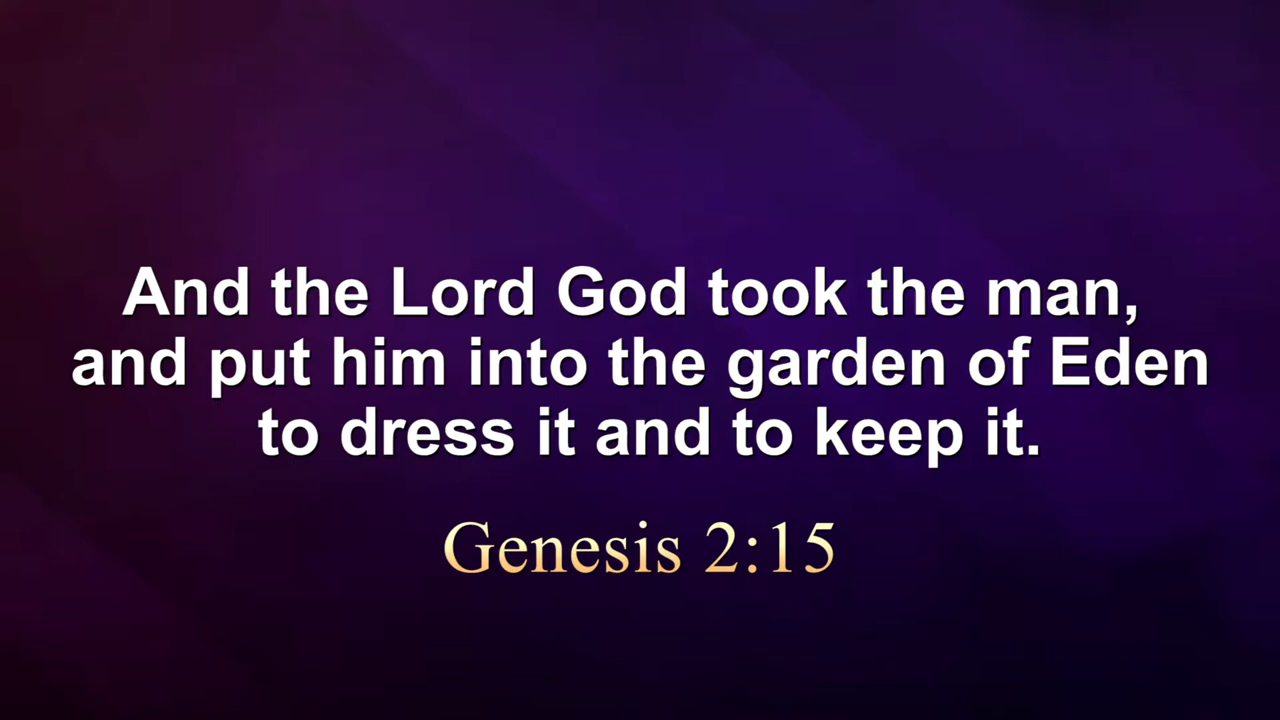 And the Lord God took the man,
and put him into the garden of Eden
to dress it and to keep it.
Genesis 2:15